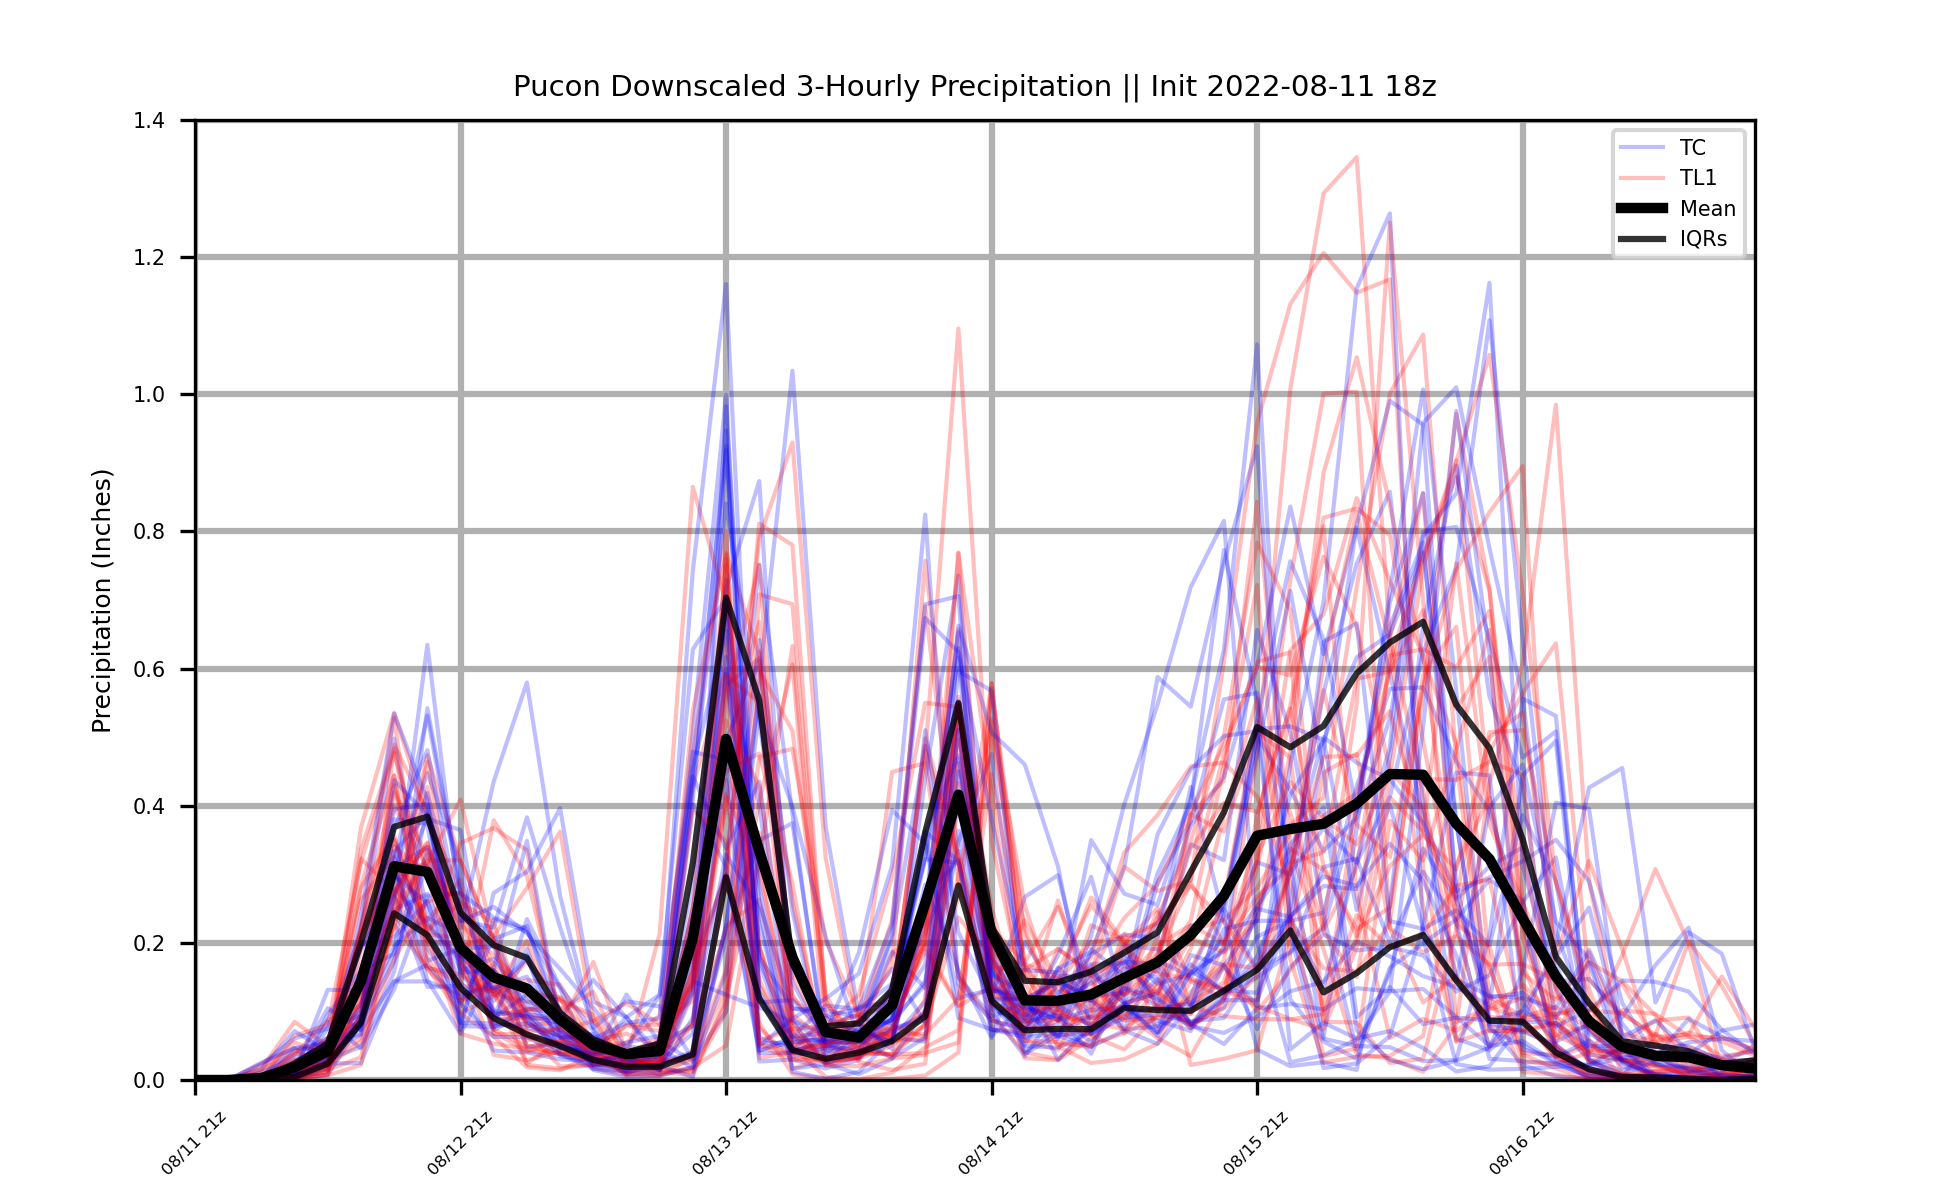 Pucon Downscaled 3-Hourly Precipitation || Init 2022-08-11 18z
1.4
1.2
1.0
0.8
0.6
0.4
0.2
0.0
Precipitation (Inches)
TC
TL1
Mean
IQRs
08/11 21z
08/12 21z
08/13 21z
08/14 21z
08/15 21z
08/16 21z